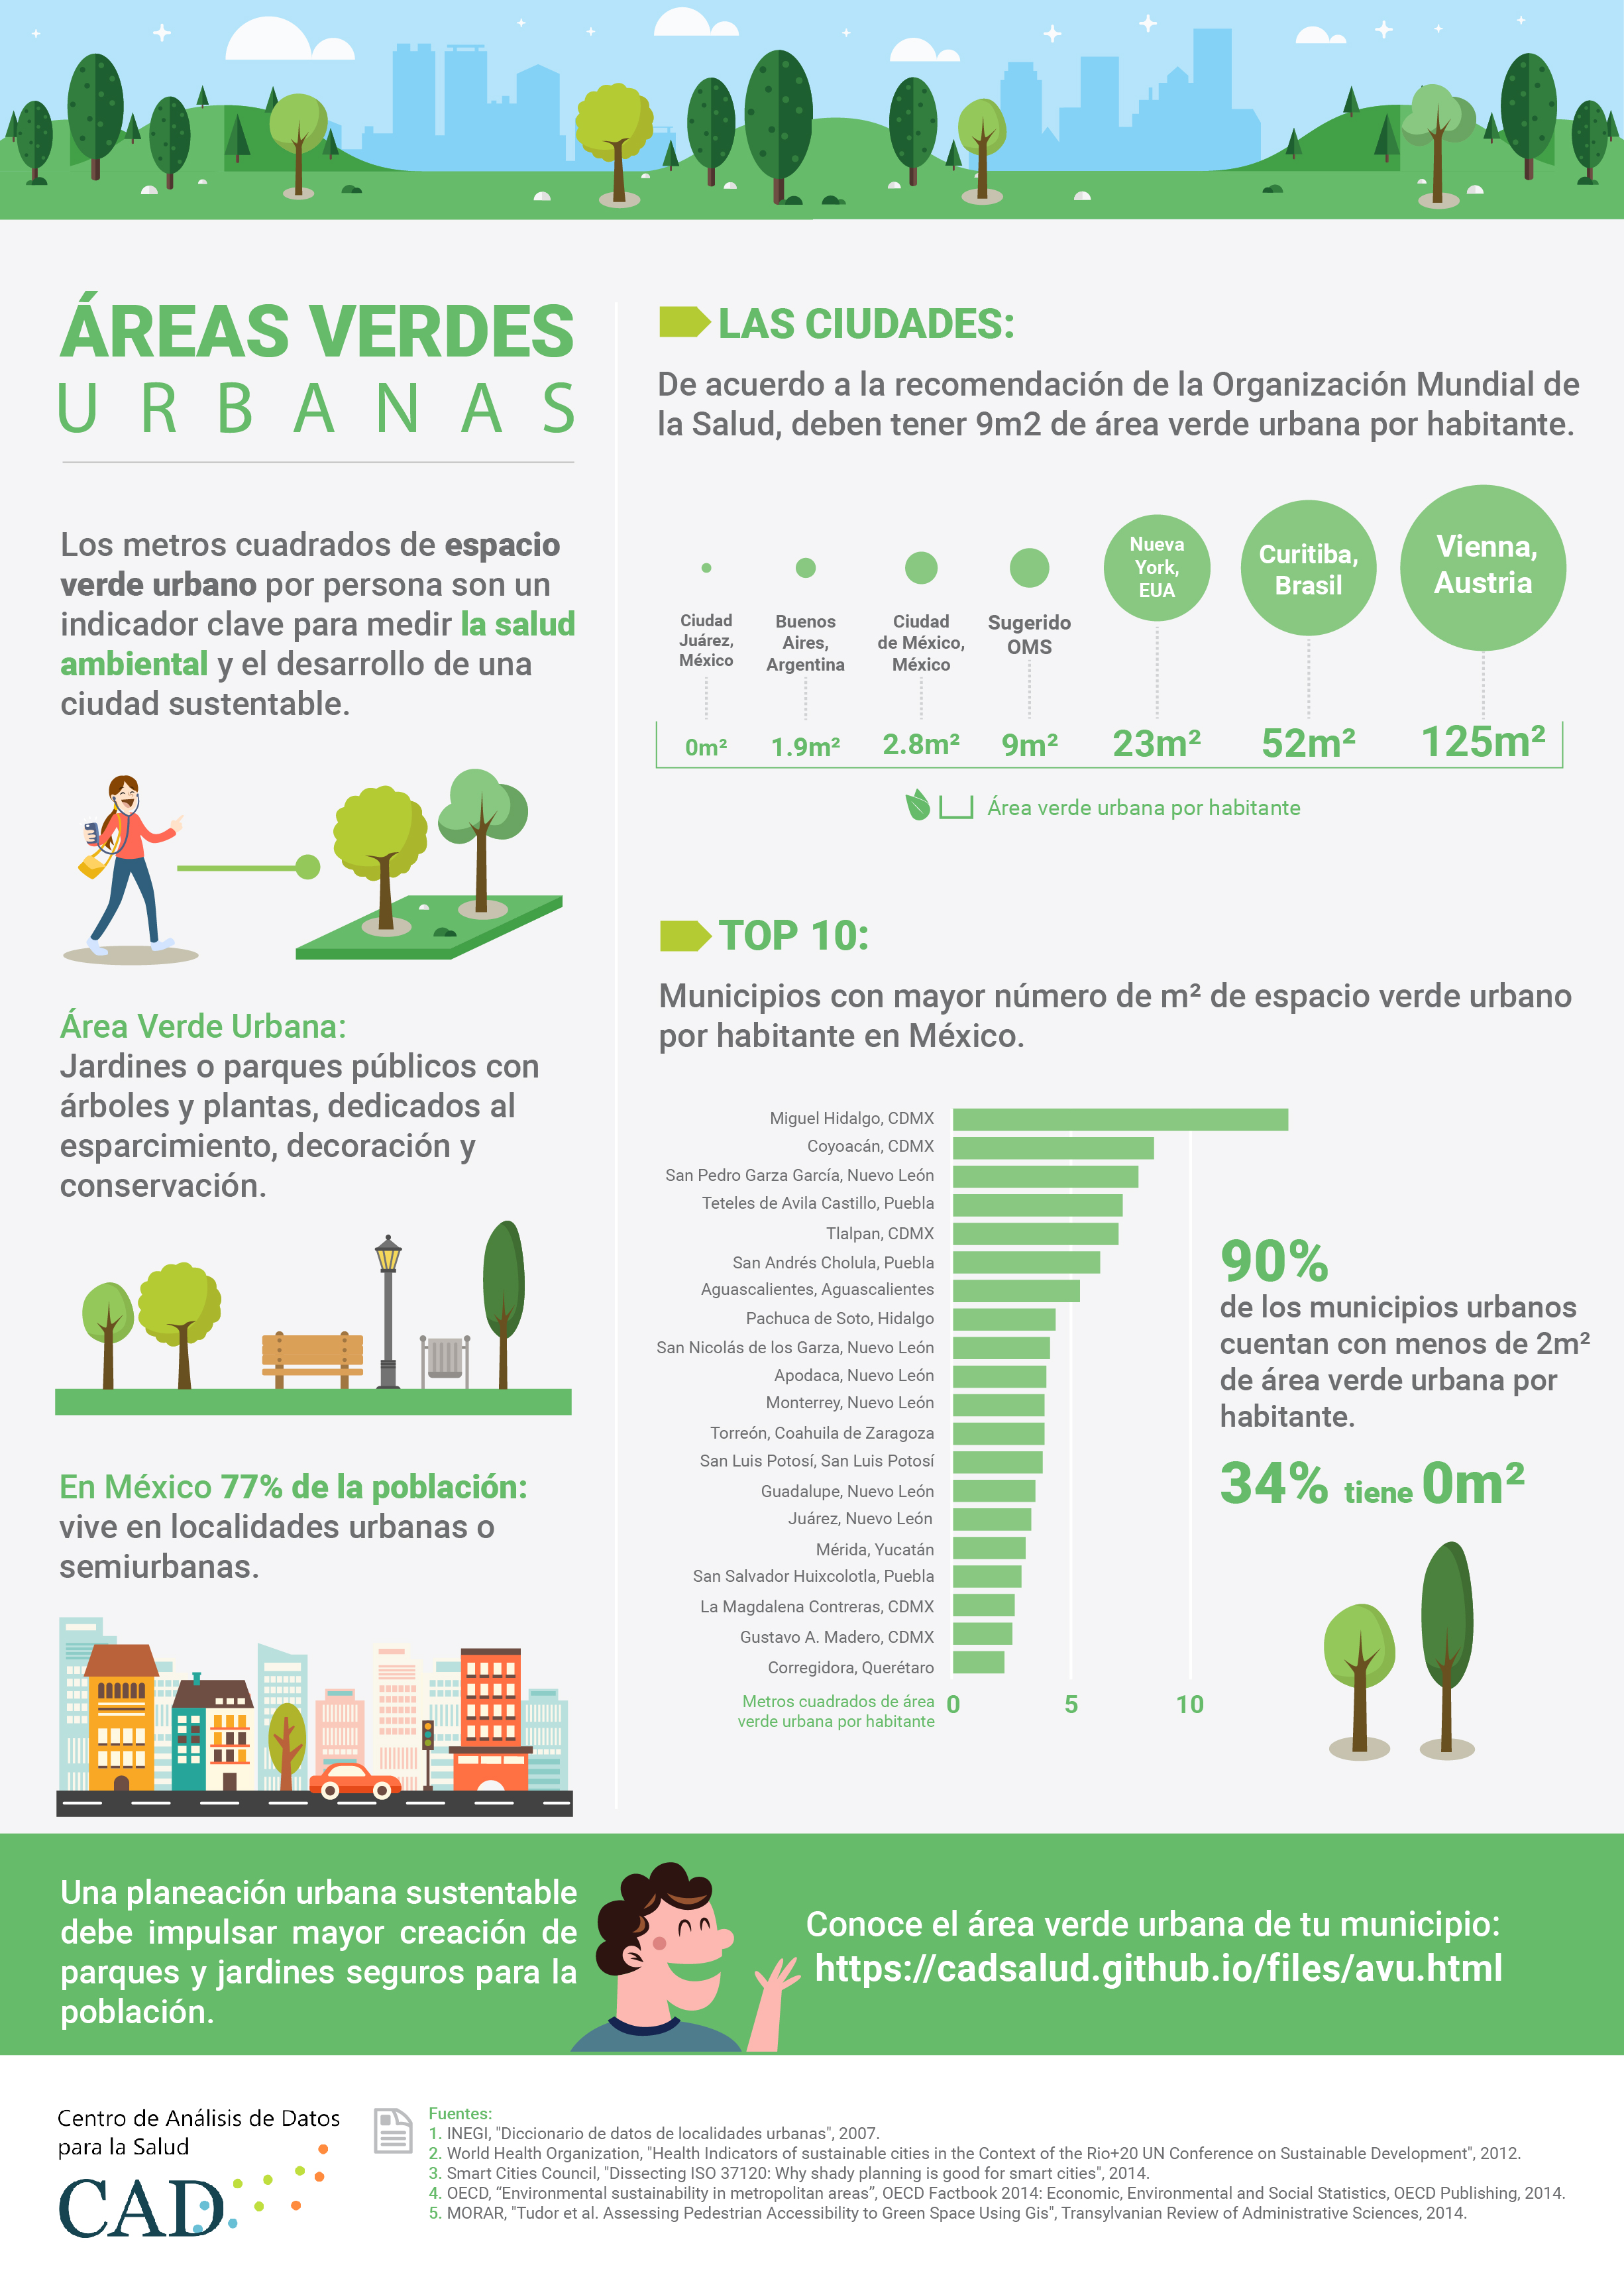 ÁREAS VERDES
URBANAS
Los metros cuadrados de espacio
verde urbano por persona son un
indicador clave para medir la salud
ambiental y el desarrollo de una
ciudad sustentable.
Área Verde Urbana:
Jardines o parques públicos con
árboles y plantas, dedicados al
esparcimiento, decoración y
conservación.
En México 77% de la población:
vive en localidades urbanas o
semiurbanas.
LAS CIUDADES:
De acuerdo a la recomendación de la Organización Mundial de
la Salud, deben tener 9m2 de área verde urbana por habitante.
Ciudad
Juárez,
México
Buenos
Aires,
Argentina
Ciudad
de México,
México
Sugerido
OMS
Nueva
York,
EUA
Curitiba,
Brasil
Vienna,
Austria
0m² 1.9m² 2.8m² 9m² 23m² 52m² 125m²
Área verde urbana por habitante
TOP 10:
Municipios con mayor número de m² de espacio verde urbano
por habitante en México.
Miguel Hidalgo, CDMX
Coyoacán, CDMX
San Pedro Garza García, Nuevo León
Teteles de Avila Castillo, Puebla
Tlalpan, CDMX
San Andrés Cholula, Puebla
Aguascalientes, Aguascalientes
Pachuca de Soto, Hidalgo
San Nicolás de los Garza, Nuevo León
Apodaca, Nuevo León
Monterrey, Nuevo León
Torreón, Coahuila de Zaragoza
San Luis Potosí, San Luis Potosí
Guadalupe, Nuevo León
Juárez, Nuevo León
Mérida, Yucatán
San Salvador Huixcolotla, Puebla
La Magdalena Contreras, CDMX
Gustavo A. Madero, CDMX
Corregidora, Querétaro
Metros cuadrados de área
verde urbana por habitante
0 5 10
90%
de los municipios urbanos
cuentan con menos de 2m²
de área verde urbana por
habitante.
34% tiene 0m²
Una planeación urbana sustentable
debe impulsar mayor creación de
parques y jardines seguros para la
población.
Conoce el área verde urbana de tu municipio:
https://cadsalud.github.io/files/avu.html
Centro de Análisis de Datos
para la Salud
CAD
Fuentes:
1. INEGI, "Diccionario de datos de localidades urbanas", 2007.
2. World Health Organization, "Health Indicators of sustainable cities in the Context of the Rio+20 UN Conference on Sustainable Development", 2012.
3. Smart Cities Council, "Dissecting ISO 37120: Why shady planning is good for smart cities", 2014.
4. OECD, “Environmental sustainability in metropolitan areas”, OECD Factbook 2014: Economic, Environmental and Social Statistics, OECD Publishing, 2014.
5. MORAR, "Tudor et al. Assessing Pedestrian Accessibility to Green Space Using Gis", Transylvanian Review of Administrative Sciences, 2014.